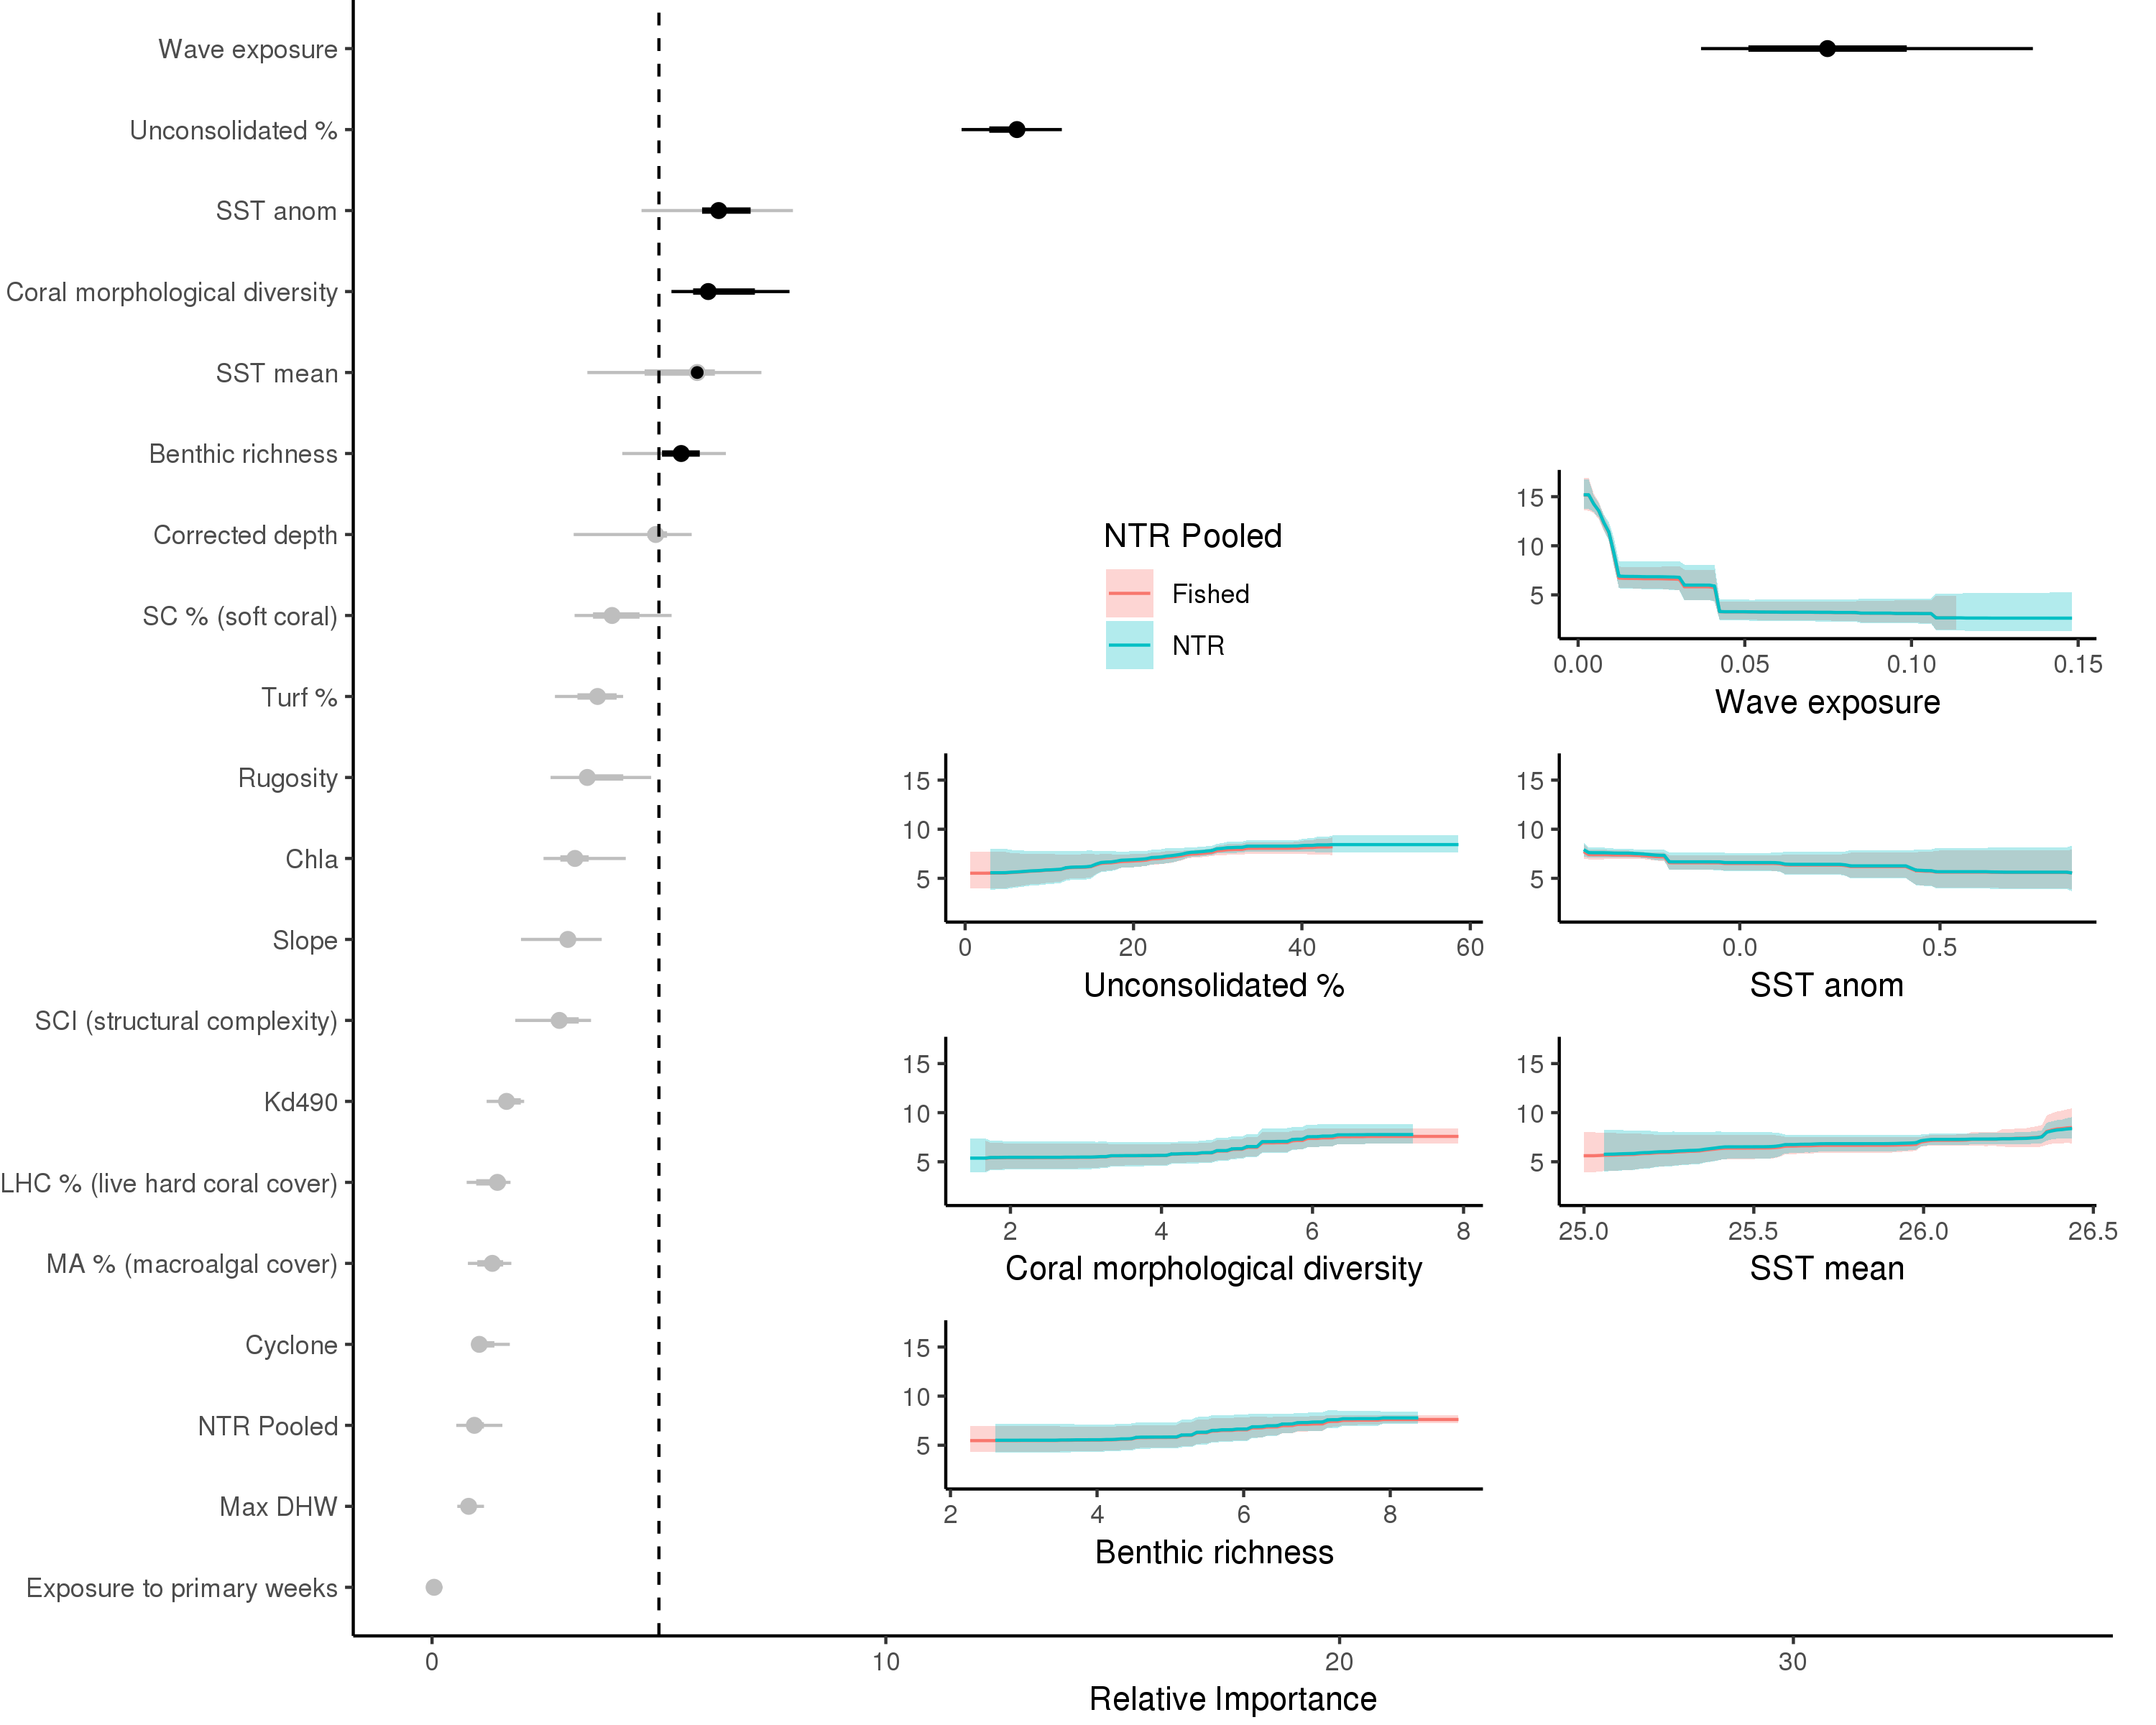 Wave exposure
Unconsolidated %
SST anom
Coral morphological diversity
SST mean
Benthic richness
Corrected depth
SC % (soft coral)
Turf %
Rugosity
Chla
Slope
SCI (structural complexity)
Kd490
LHC % (live hard coral cover)
MA % (macroalgal cover)
Cyclone
NTR Pooled
Max DHW
Exposure to primary weeks
0 10 20 30
Relative Importance
NTR Pooled
Fished
NTR
15
10
5
0.00 0.05 0.10 0.15
Wave exposure
15
10
5
0 20 40 60
Unconsolidated %
15
10
5
0.0 0.5
SST anom
15
10
5
2 4 6 8
Coral morphological diversity
15
10
5
25.0 25.5 26.0 26.5
SST mean
15
10
5
2 4 6 8
Benthic richness